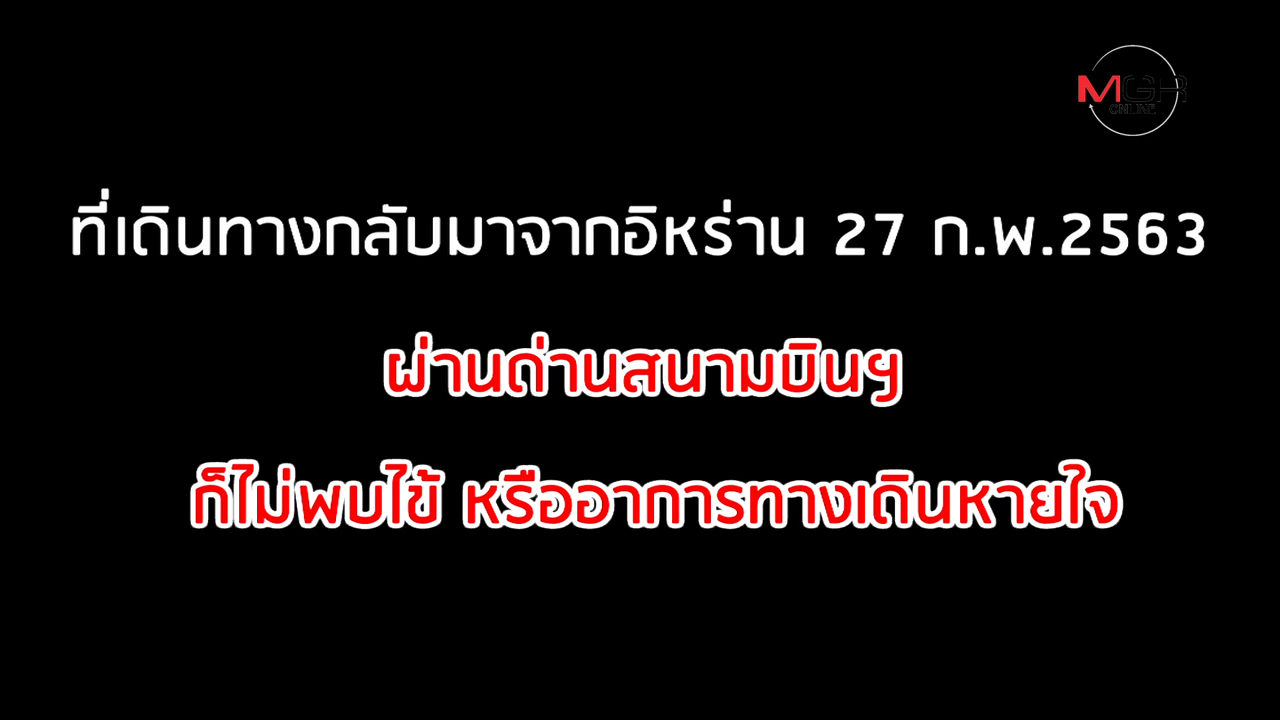 MGR
ONLINE
ที่เดินทางกลับมาจากอิหร่าน 27 ก.พ.2563
ผ่านด่านสนามบินฯ
ก็ไม่พบไข้ หรืออาการทางเดินหายใจ